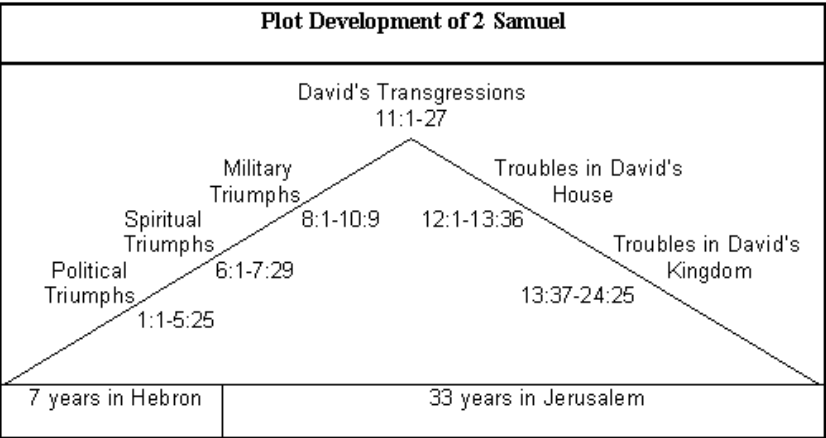 Plot Development of 2 Samuel
David's Transgressions
11:1-27
Military
Triumphs
8:1-10:9
Spiritual
Triumphs
6:1-7:29
Political
Triumphs
1:1-5:25
Troubles in David's
House
12:1-13:36
Troubles in David's
Kingdom
13:37-24:25
7 years in Hebron
33 years in Jerusalem